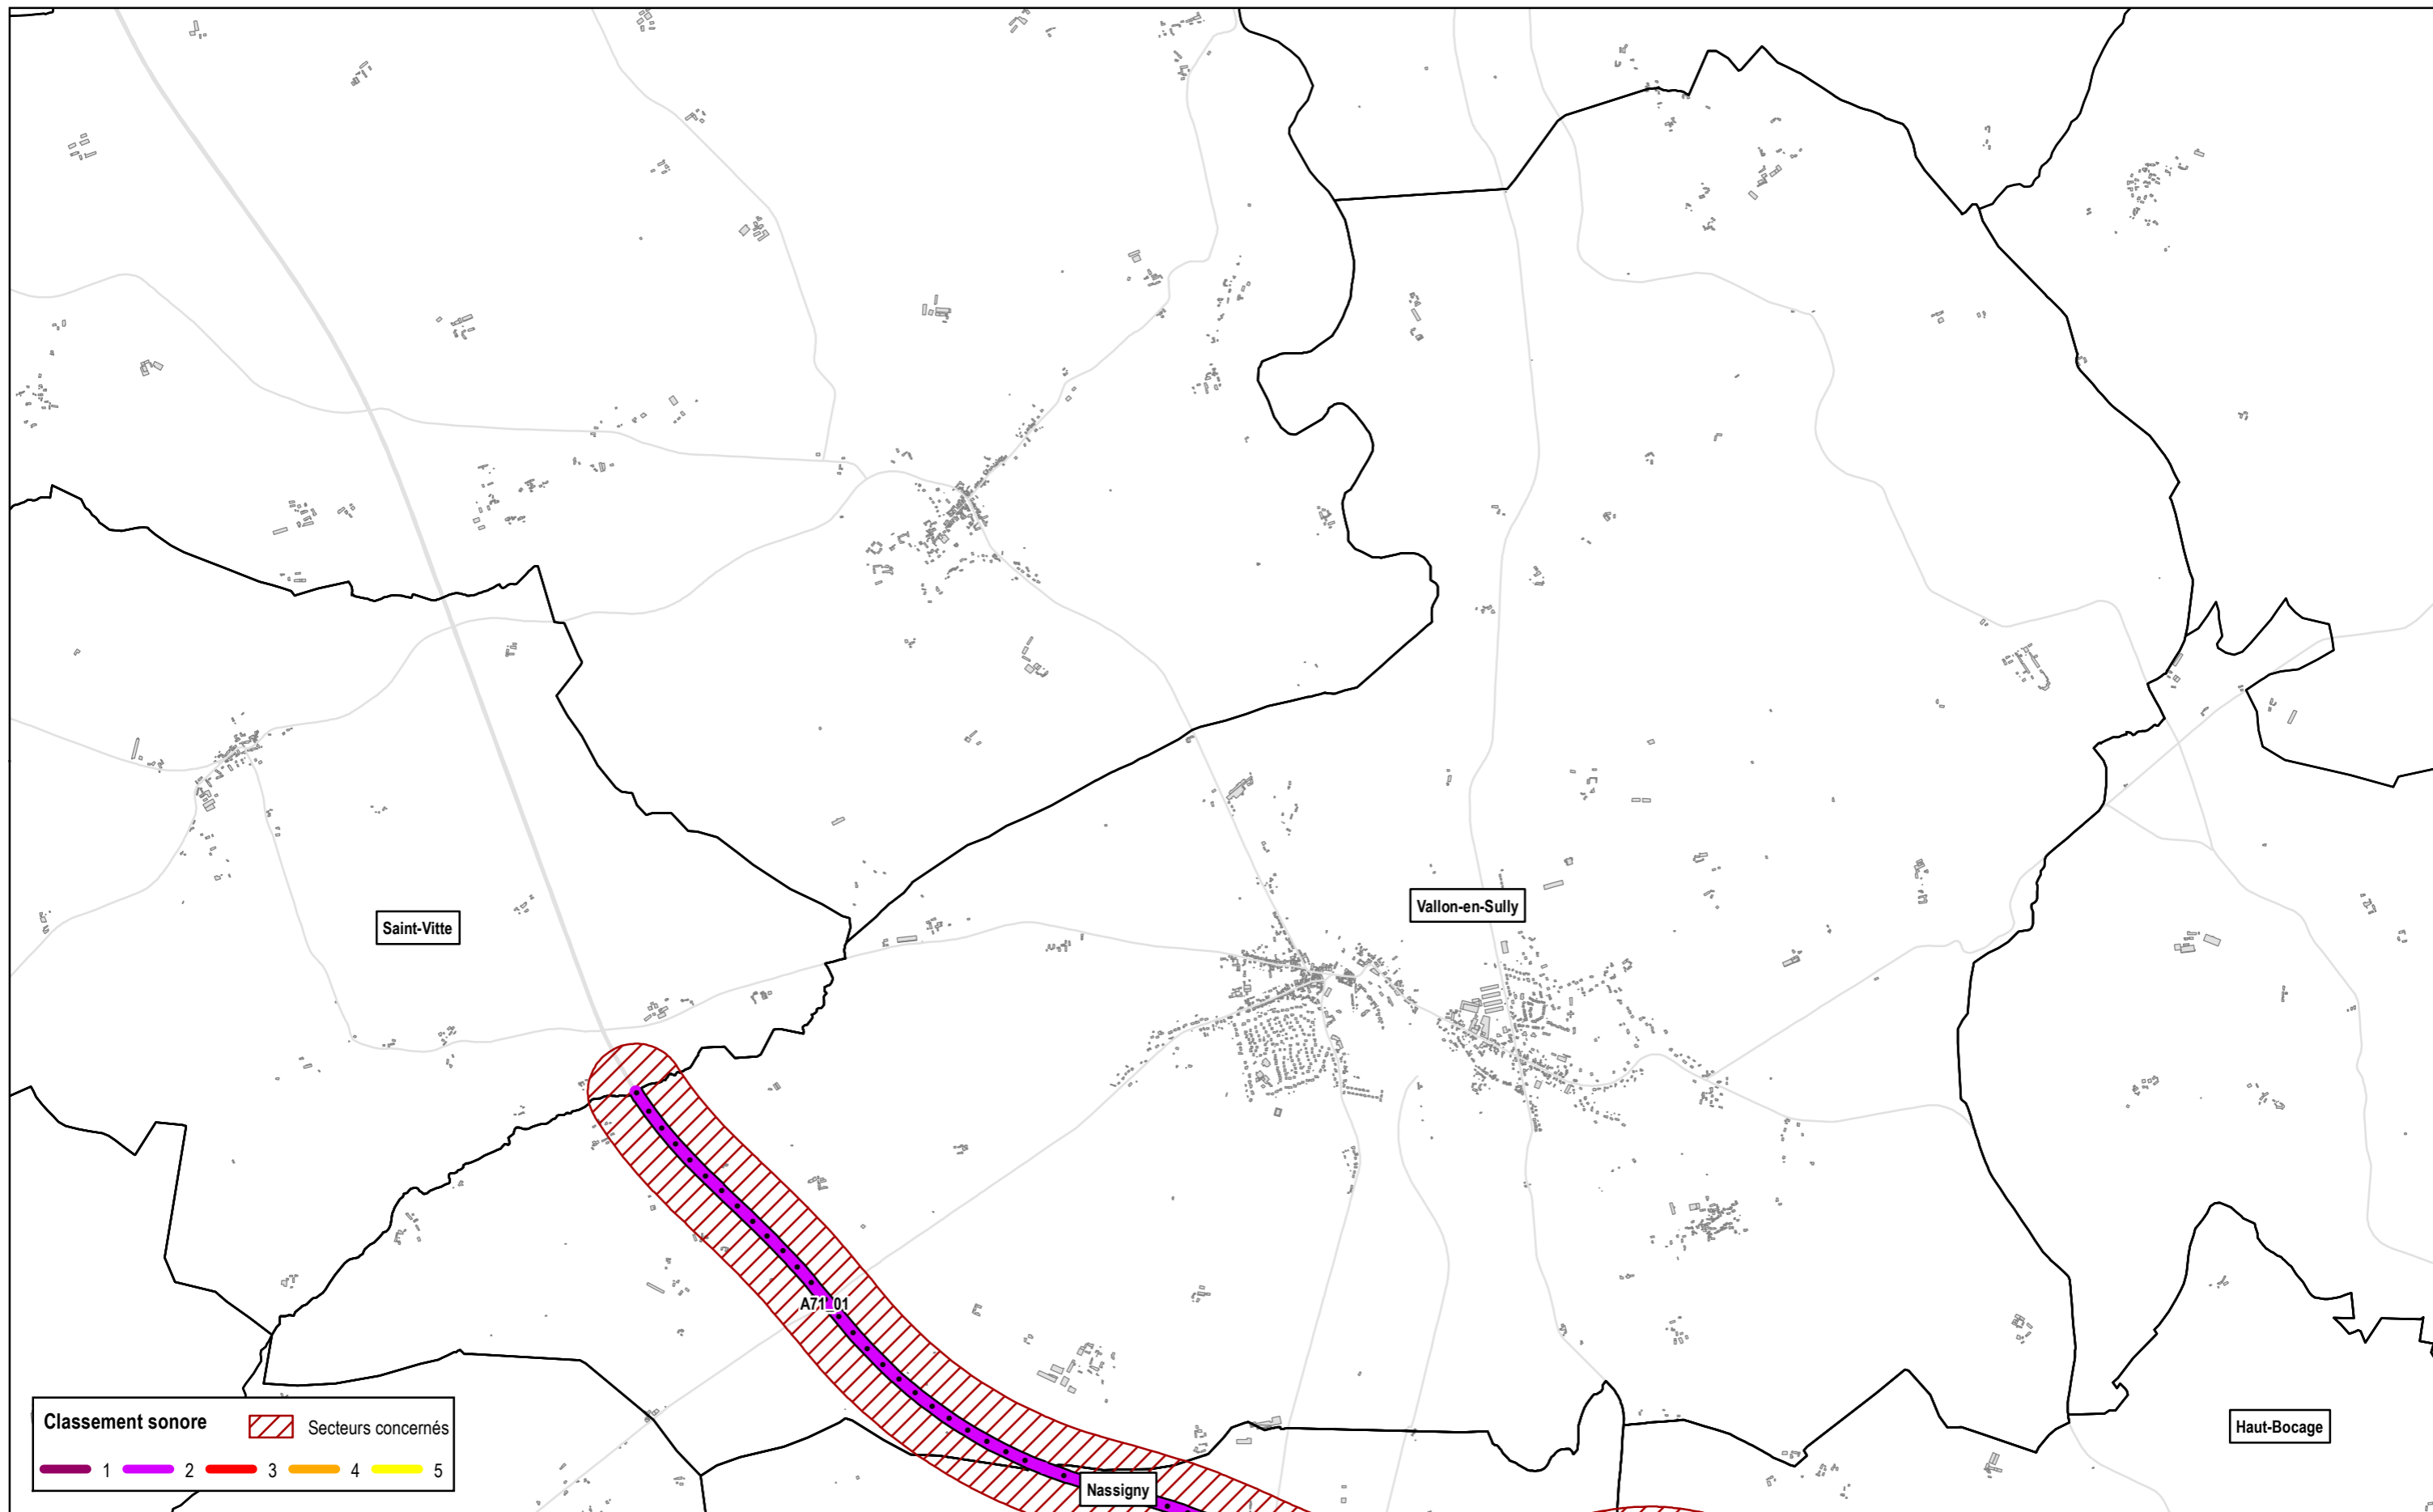 Saint-Vitte
Vallon-en-Sully
A71_01
Nassigny
Haut-Bocage
Classement sonore
Secteurs concernés
1 2 3 4 5